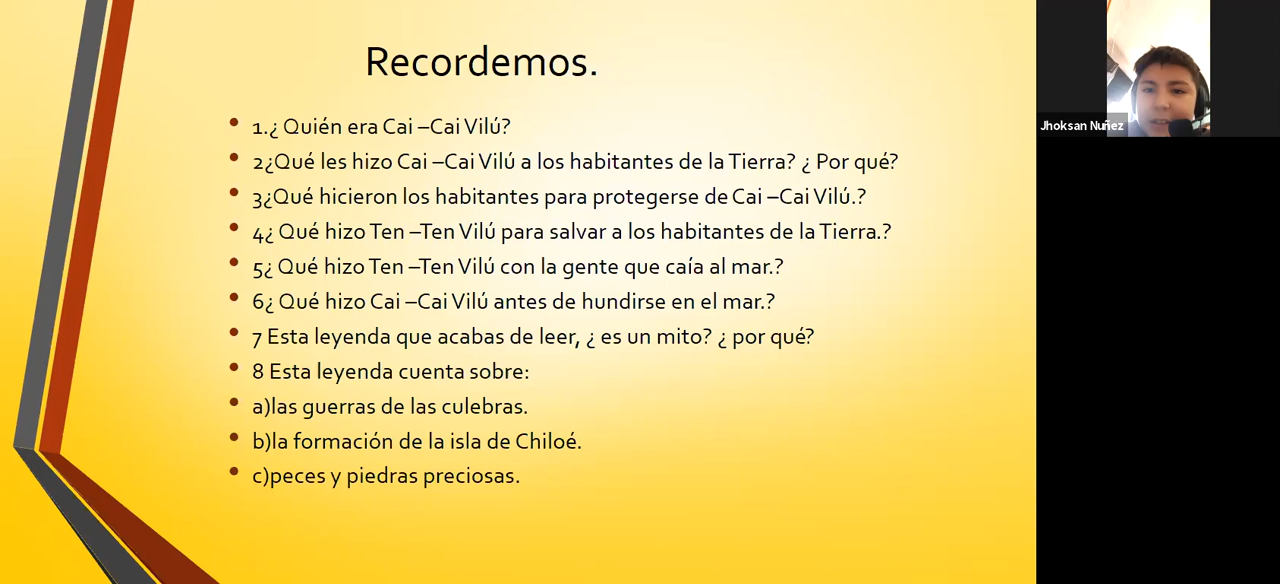 Recordemos.
1.¿ Quién era Cai –Cai Vilú?
2¿Qué les hizo Cai –Cai Vilú a los habitantes de la Tierra? ¿ Por qué?
3¿Qué hicieron los habitantes para protegerse de Cai –Cai Vilú.?
4¿ Qué hizo Ten –Ten Vilú para salvar a los habitantes de la Tierra.?
5¿ Qué hizo Ten –Ten Vilú con la gente que caía al mar.?
6¿ Qué hizo Cai –Cai Vilú antes de hundirse en el mar.?
7 Esta leyenda que acabas de leer, ¿ es un mito? ¿ por qué?
8 Esta leyenda cuenta sobre:
a)las guerras de las culebras.
b)la formación de la isla de Chiloé.
c)peces y piedras preciosas.
Jhoksan Nuñez